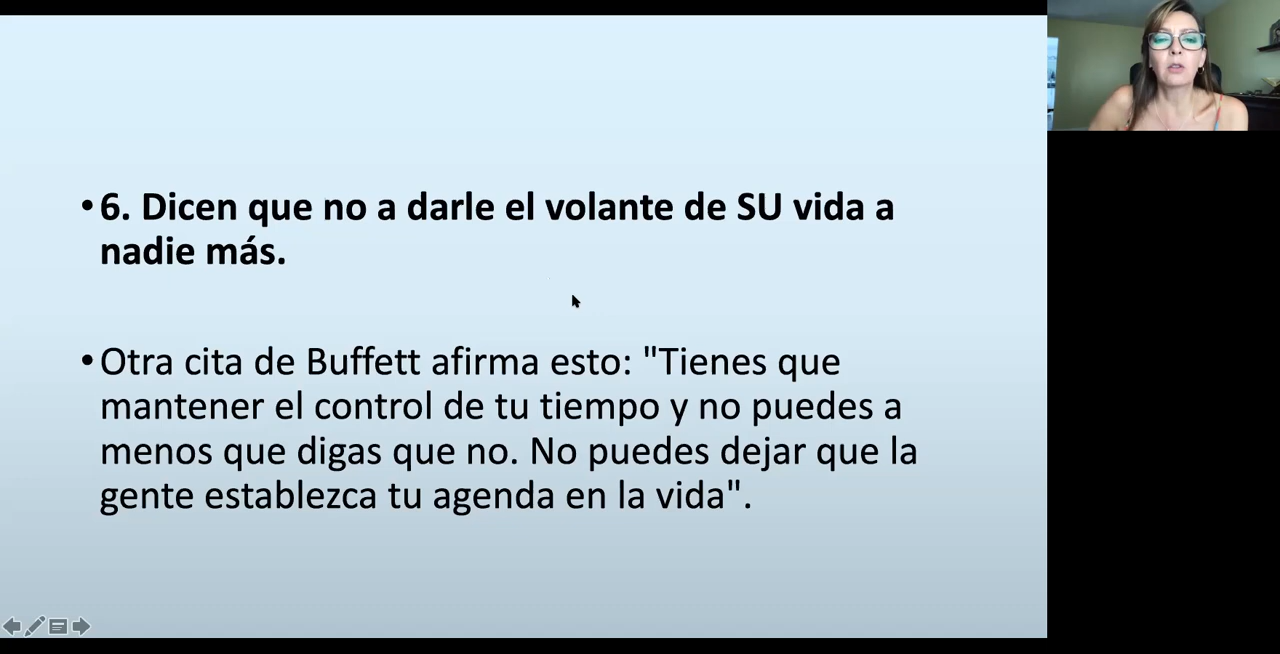 •6. Dicen que no a darle el volante de SU vida a
nadie más.
•Otra cita de Buffett afirma esto: "Tienes que
mantener el control de tu tiempo y no puedes a
menos que digas que no. No puedes dejar que la
gente establezca tu agenda en la vida".